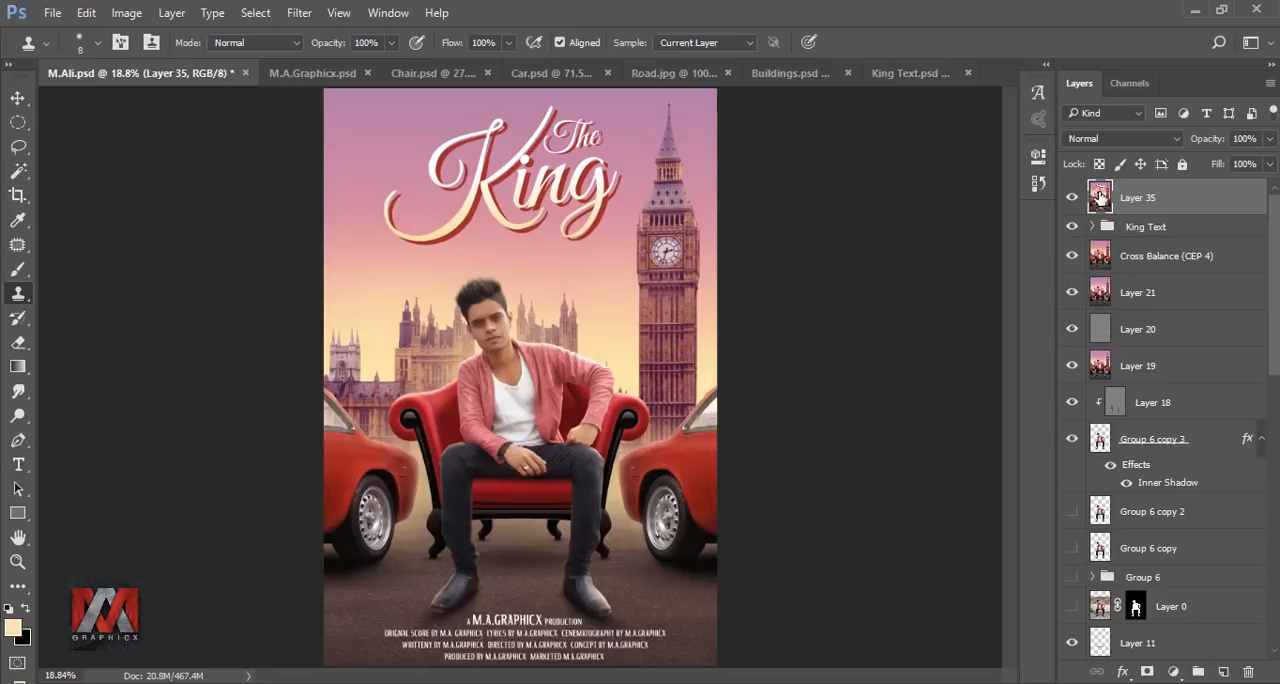 Ps File Edit Image Layer Type Select Filter View Window Help
Mode: Normal Opacity: 100% Flow: 100% Aligned Sample: Current Layer
M.Ali.psd @ 18.8% (Layer 35, RGB/8) * M.A.Graphicx.psd Chair.psd @ 27.... Car.psd @ 71.5... Road.jpg @ 100... Buildings.psd ... King Text.psd ...
8
Layers Channels
Kind
Normal Opacity: 100%
Lock: Fill: 100%
Layer 35
King Text
Cross Balance (CEP 4)
Layer 21
Layer 20
Layer 19
Layer 18
Group 6 copy 3 fx
Effects
Inner Shadow
Group 6 copy 2
Group 6 copy
Group 6
Layer 0
Layer 11
The
King
A M.A.GRAPHICX PRODUCTION
ORIGNAL SCORE BY M.A. GRAPHICX LYRICS BY M.A.GRAPHICX CENEMATOGRAPHY BY M.A.GRAPHICX
WRITTENY BY M.A.GRAPHICX DIRECTED BY M.A.GRAPHICX CONCEPT BY M.A.GRAPHICX
PRODUCED BY M.A.GRAPHICX MARKETED M.A.GRAPHICX
MA
GRAPHICX
18.84% Doc: 20.8M/467.4M
fx